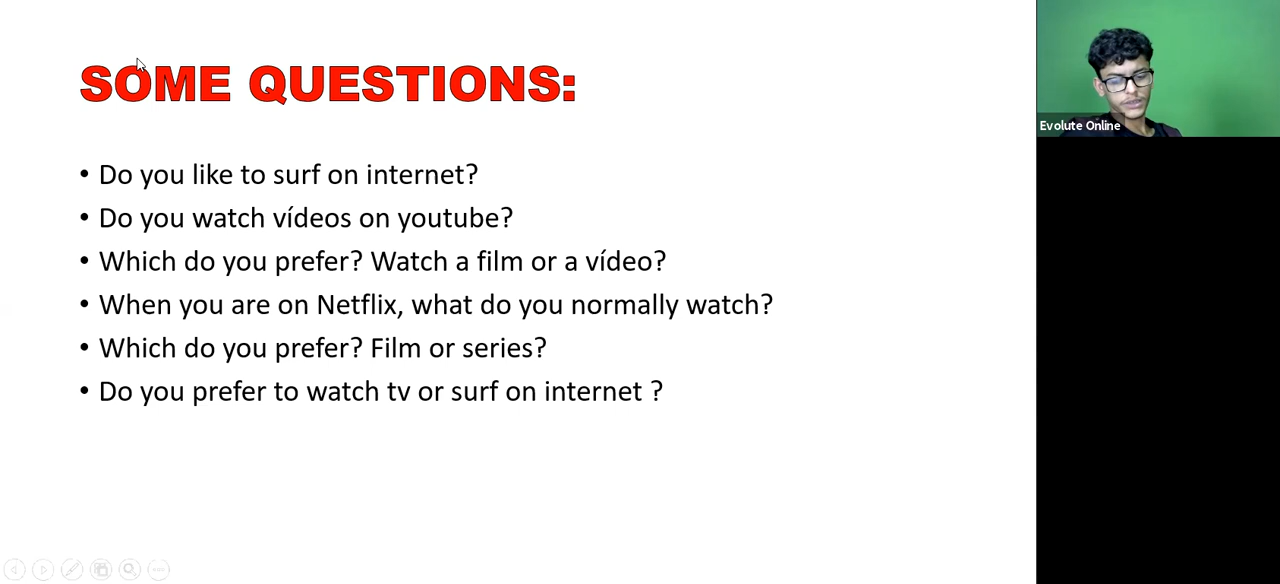 SOME QUESTIONS:
• Do you like to surf on internet?
• Do you watch vídeos on youtube?
• Which do you prefer? Watch a film or a vídeo?
• When you are on Netflix, what do you normally watch?
• Which do you prefer? Film or series?
• Do you prefer to watch tv or surf on internet ?
Evolute Online